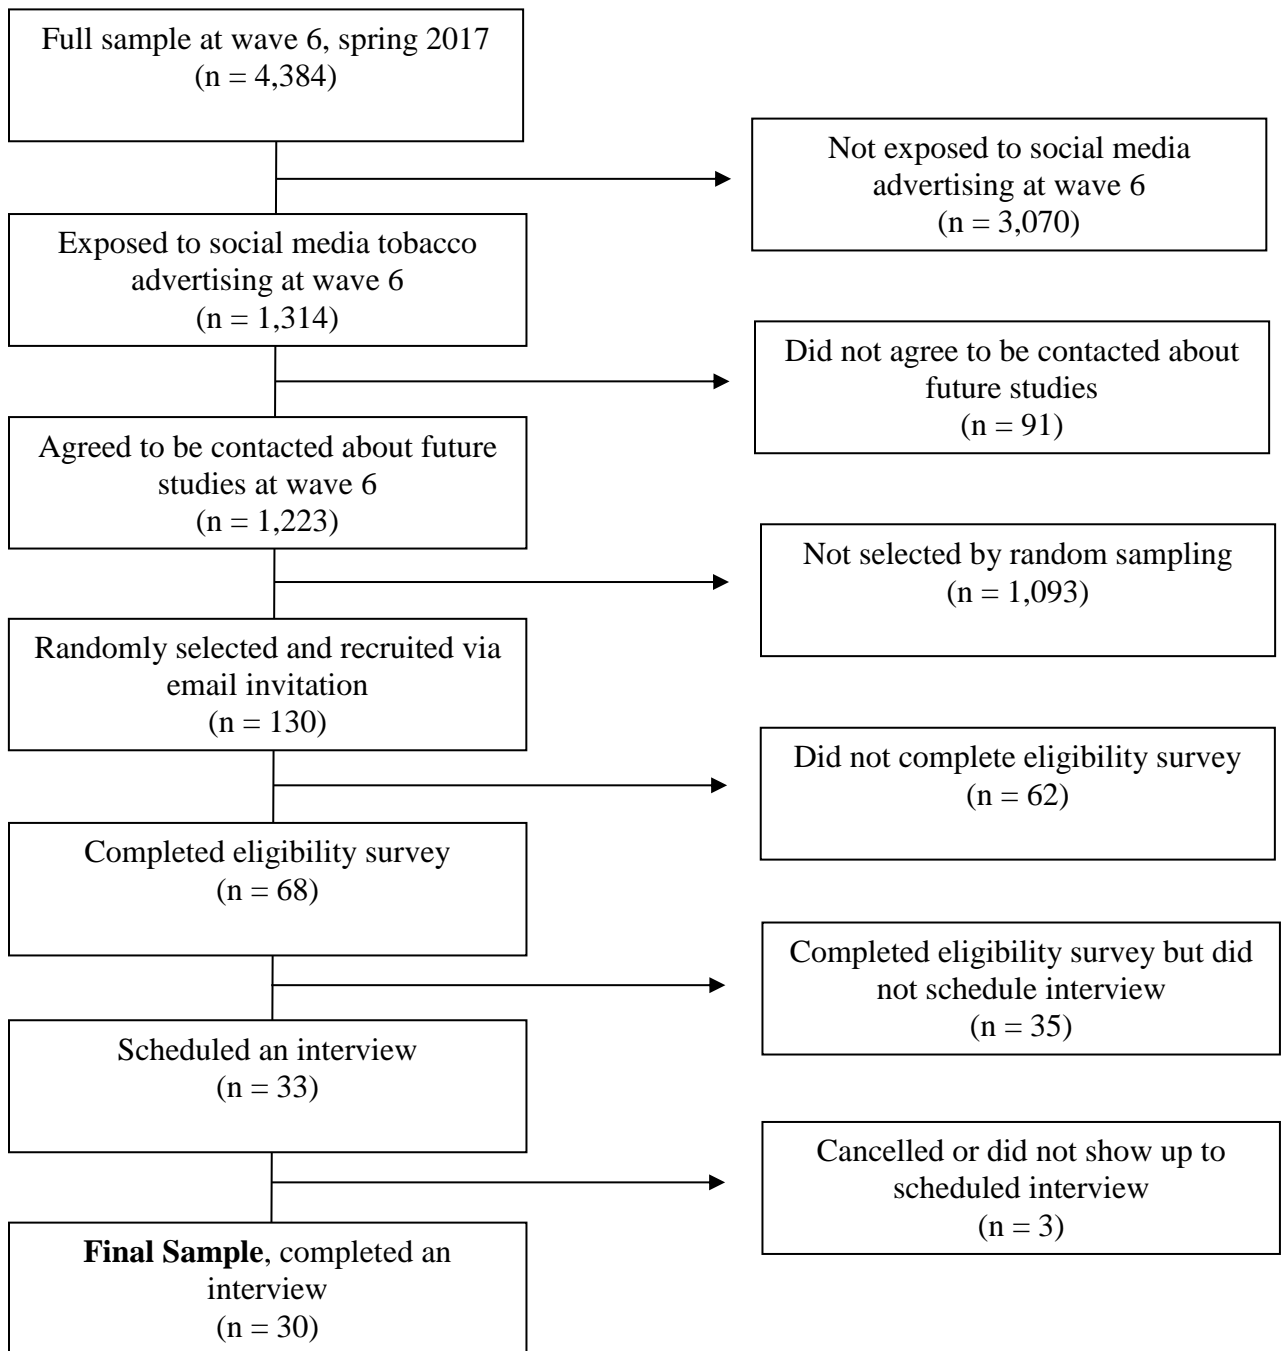 Full sample at wave 6, spring 2017
(n = 4,384)
Not exposed to social media
advertising at wave 6
(n = 3,070)
Exposed to social media tobacco
advertising at wave 6
(n = 1,314)
Did not agree to be contacted about
future studies
(n = 91)
Agreed to be contacted about future
studies at wave 6
(n = 1,223)
Not selected by random sampling
(n = 1,093)
Randomly selected and recruited via
email invitation
(n = 130)
Did not complete eligibility survey
(n = 62)
Completed eligibility survey
(n = 68)
Completed eligibility survey but did
not schedule interview
(n = 35)
Scheduled an interview
(n = 33)
Cancelled or did not show up to
scheduled interview
(n = 3)
Final Sample, completed an
interview
(n = 30)